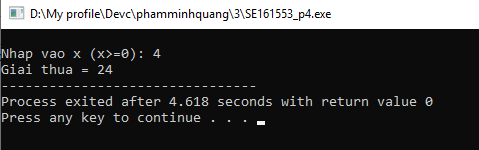 D:\My profile\Devc\phamminhquang\3\SE161553_p4.exe
Nhap vao x (x>=0): 4
Giai thua = 24
--------------------------------
Process exited after 4.618 seconds with return value 0
Press any key to continue . . .